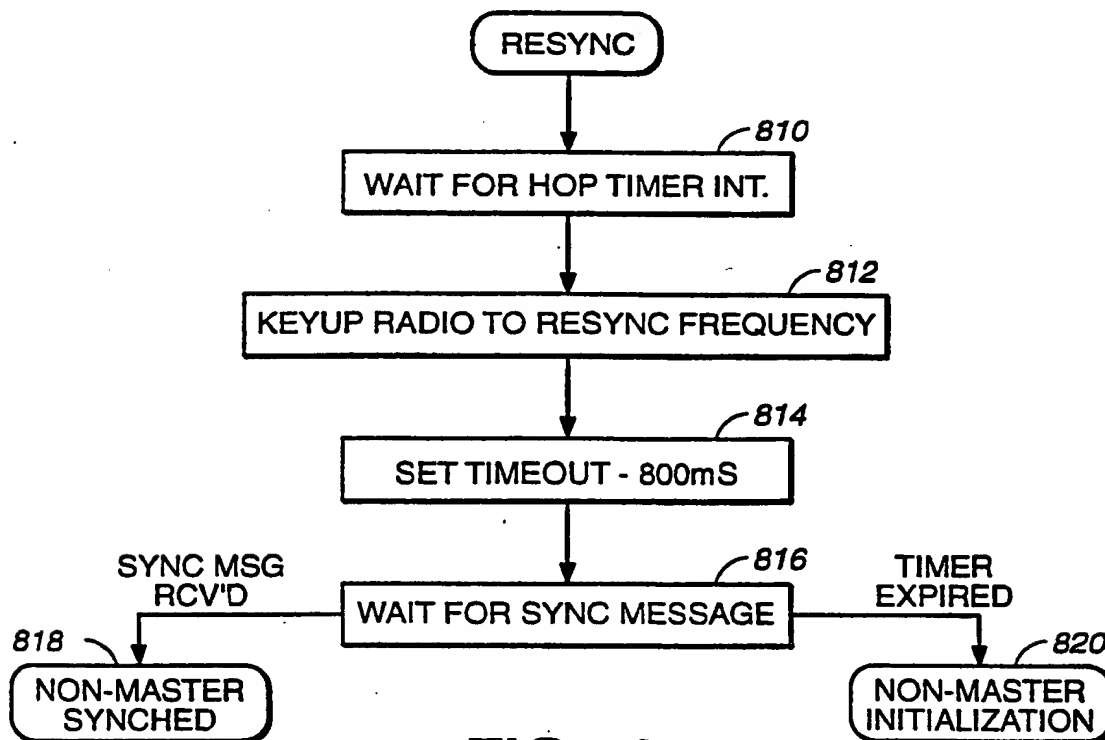 RESYNC
810
WAIT FOR HOP TIMER INT.
812
KEYUP RADIO TO RESYNC FREQUENCY
814
SET TIMEOUT - 800mS
816
SYNC MSG
RCV'D
WAIT FOR SYNC MESSAGE
TIMER
EXPIRED
818
NON-MASTER
SYNCHED
820
NON-MASTER
INITIALIZATION